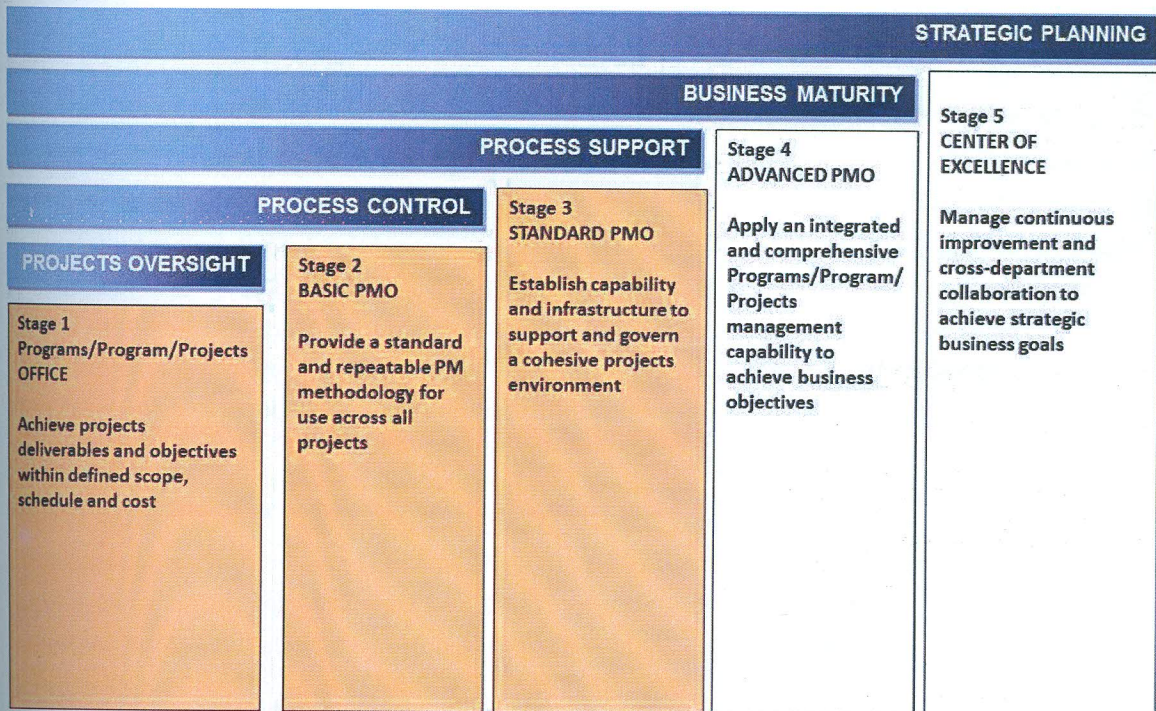 STRATEGIC PLANNING
BUSINESS MATURITY
PROCESS SUPPORT
PROCESS CONTROL
PROJECTS OVERSIGHT
Stage 1
Programs/Program/Projects
OFFICE
Achieve projects
deliverables and objectives
within defined scope,
schedule and cost
Stage 2
BASIC PMO
Provide a standard
and repeatable PM
methodology for
use across all
projects
Stage 3
STANDARD PMO
Establish capability
and infrastructure to
support and govern
a cohesive projects
environment
Stage 4
ADVANCED PMO
Apply an integrated
and comprehensive
Programs/Program/
Projects
management
capability to
achieve business
objectives
Stage 5
CENTER OF
EXCELLENCE
Manage continuous
improvement and
cross-department
collaboration to
achieve strategic
business goals